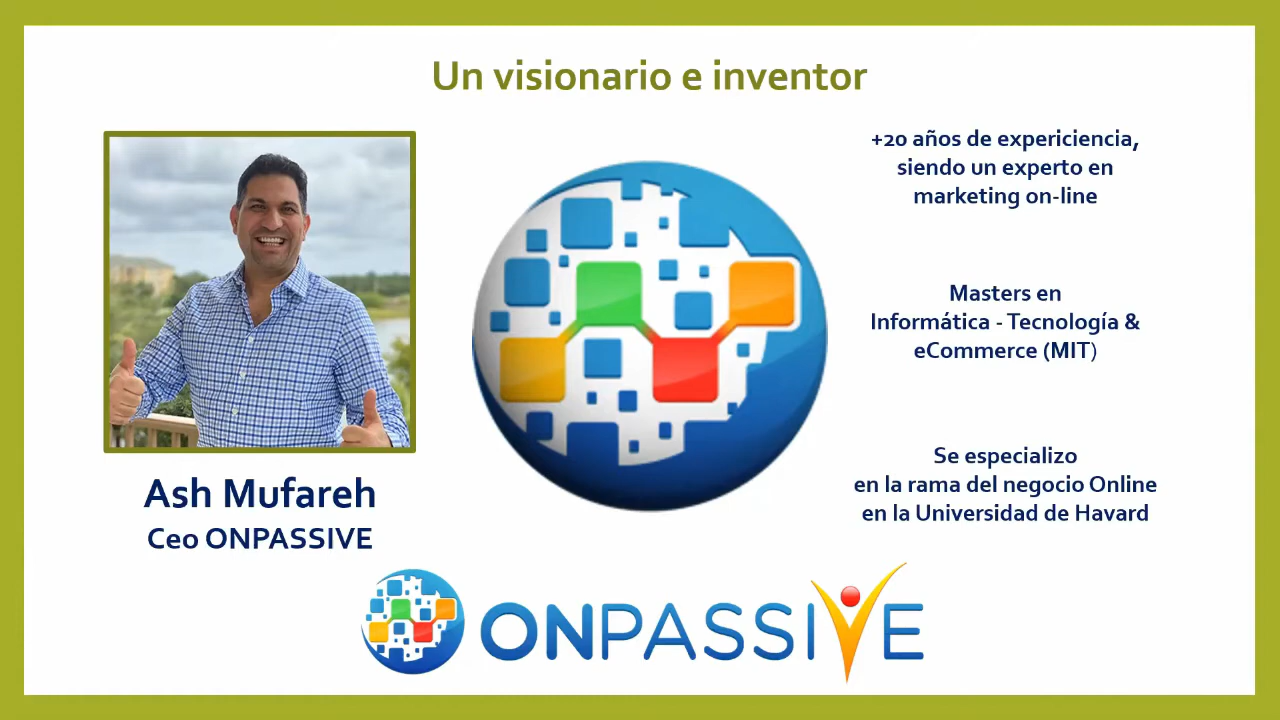 Un visionario e inventor
Ash Mufareh
Ceo ONPASSIVE
+20 años de expericiencia,
siendo un experto en
marketing on-line
Masters en
Informática - Tecnología &
eCommerce (MIT)
Se especializo
en la rama del negocio Online
en la Universidad de Havard
ONPASSIVE